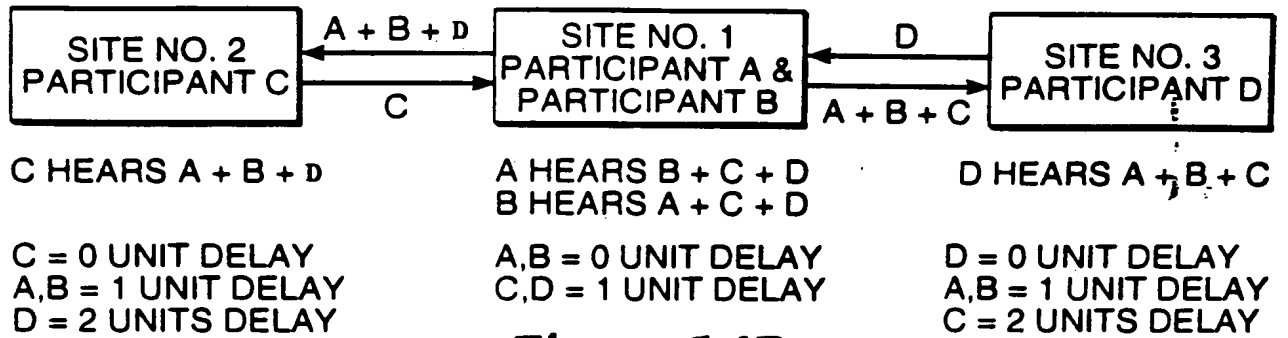 SITE NO. 2
PARTICIPANT C
A + B + D
C
SITE NO. 1
PARTICIPANT A &
PARTICIPANT B
D
A + B + C
SITE NO. 3
PARTICIPANT D
C HEARS A + B + D
A HEARS B + C + D
B HEARS A + C + D
D HEARS A + B + C
C = 0 UNIT DELAY
A,B = 1 UNIT DELAY
D = 2 UNITS DELAY
A,B = 0 UNIT DELAY
C,D = 1 UNIT DELAY
D = 0 UNIT DELAY
A,B = 1 UNIT DELAY
C = 2 UNITS DELAY